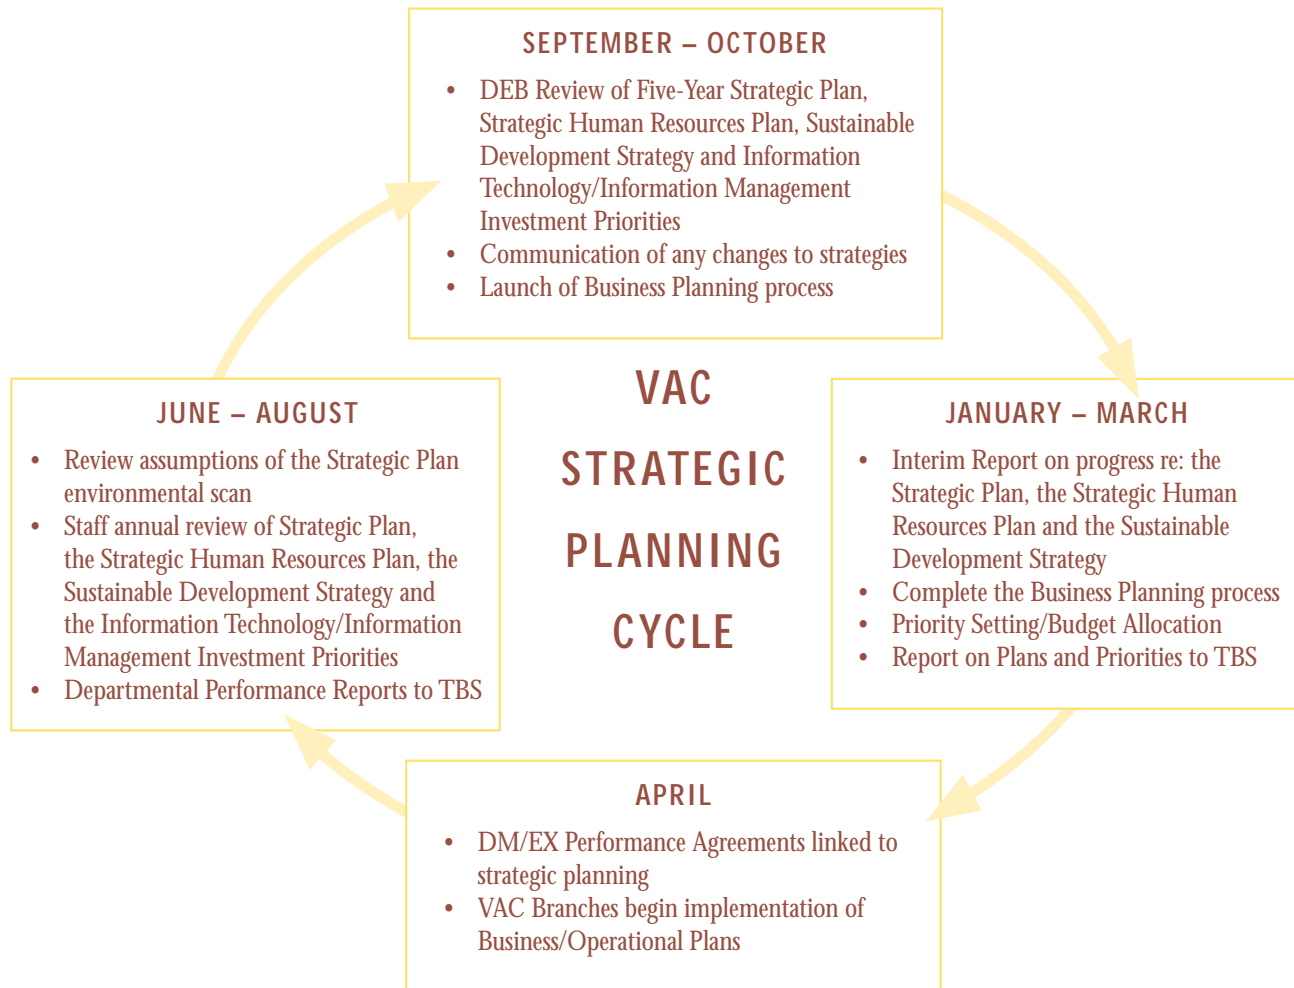 SEPTEMBER – OCTOBER
• DEB Review of Five-Year Strategic Plan,
Strategic Human Resources Plan, Sustainable
Development Strategy and Information
Technology/Information Management
Investment Priorities
• Communication of any changes to strategies
• Launch of Business Planning process
VAC
STRATEGIC
PLANNING
CYCLE
JUNE – AUGUST
• Review assumptions of the Strategic Plan
environmental scan
• Staff annual review of Strategic Plan,
the Strategic Human Resources Plan, the
Sustainable Development Strategy and
the Information Technology/Information
Management Investment Priorities
• Departmental Performance Reports to TBS
JANUARY – MARCH
• Interim Report on progress re: the
Strategic Plan, the Strategic Human
Resources Plan and the Sustainable
Development Strategy
• Complete the Business Planning process
• Priority Setting/Budget Allocation
• Report on Plans and Priorities to TBS
APRIL
• DM/EX Performance Agreements linked to
strategic planning
• VAC Branches begin implementation of
Business/Operational Plans